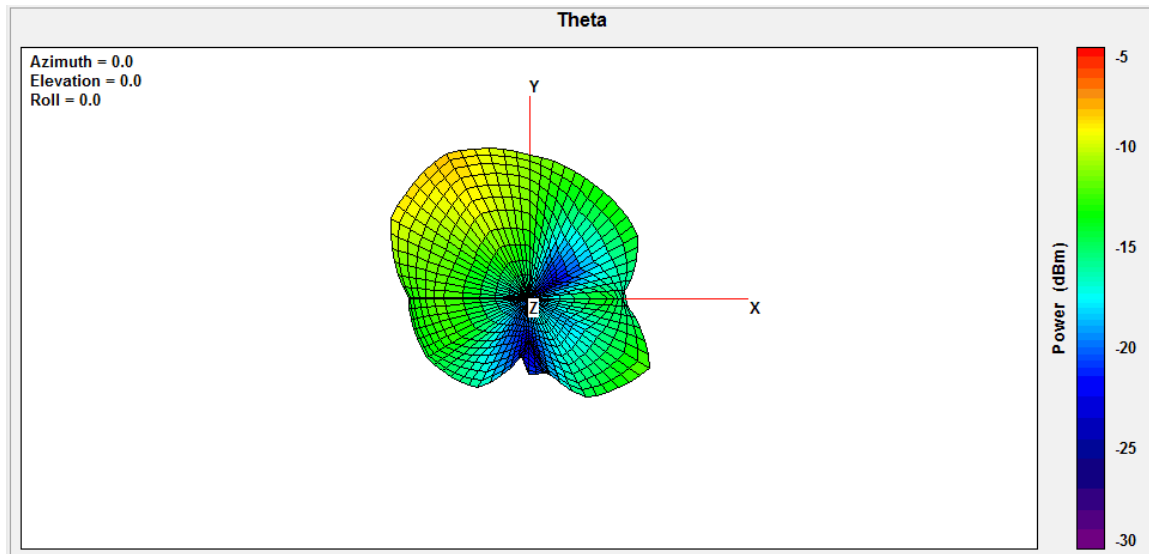 Theta
Azimuth = 0.0
Elevation = 0.0
Roll = 0.0
Y
Z
X
Power (dBm)
-5
-10
-15
-20
-25
-30